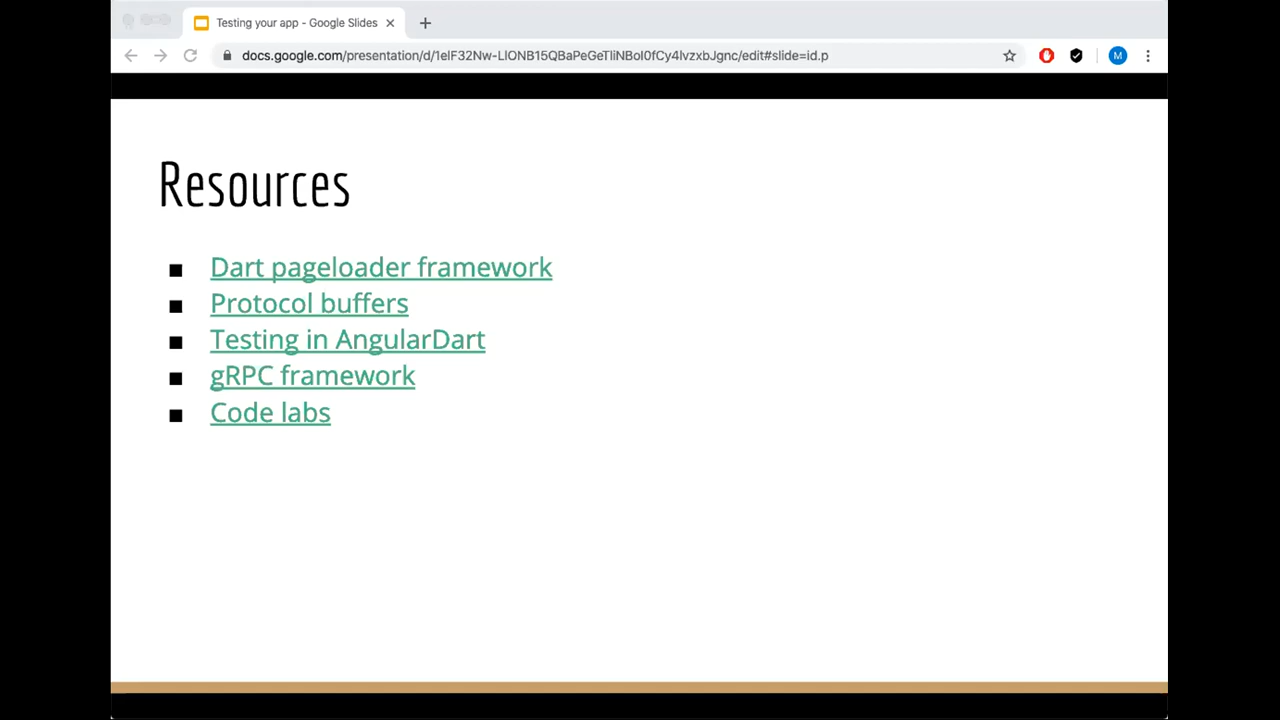 Testing your app - Google Slides
docs.google.com/presentation/d/1elF32Nw-LlONB15QBaPeGeTliNBol0fCy4lvzxbJgnc/edit#slide=id.p
M
Resources
Dart pageloader framework
Protocol buffers
Testing in AngularDart
gRPC framework
Code labs